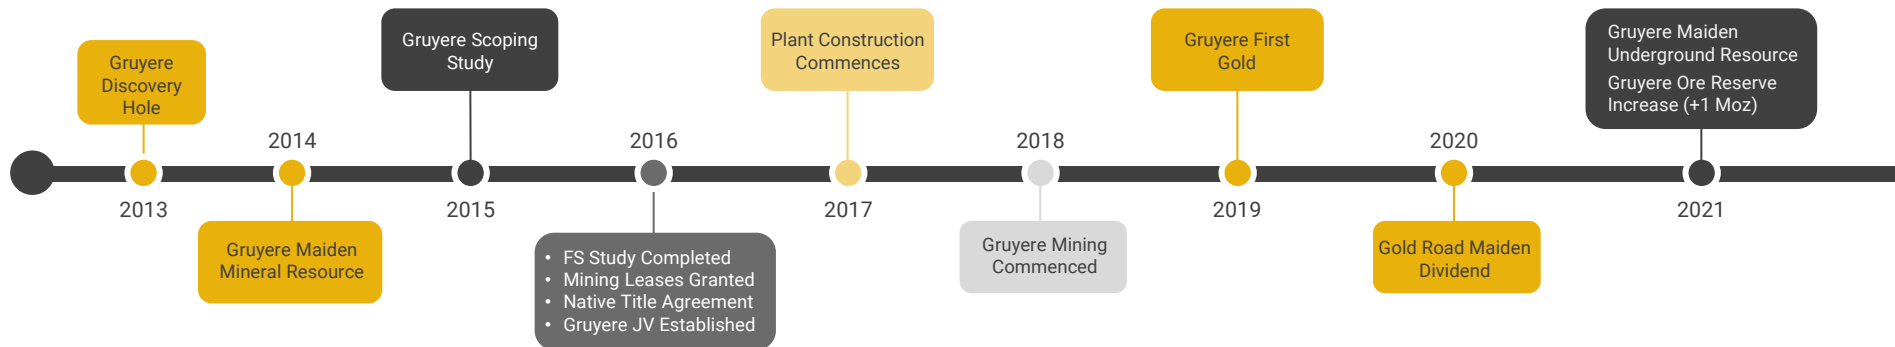 Gruyere
Discovery
Hole
2013
2014
Gruyere Maiden
Mineral Resource
Gruyere Scoping
Study
2015
2016
• FS Study Completed
• Mining Leases Granted
• Native Title Agreement
• Gruyere JV Established
Plant Construction
Commences
2017
2018
Gruyere Mining
Commenced
Gruyere First
Gold
2019
2020
Gold Road Maiden
Dividend
Gruyere Maiden
Underground Resource
Gruyere Ore Reserve
Increase (+1 Moz)
2021